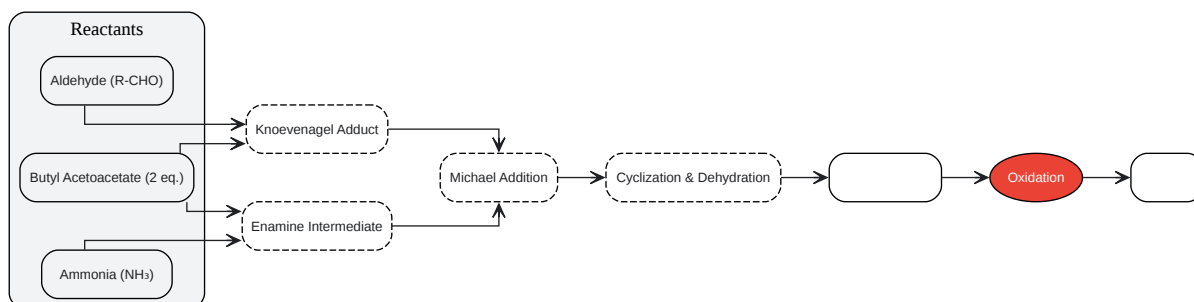 Reactants
Aldehyde (R-CHO)
Knoevenagel Adduct
Butyl Acetoacetate (2 eq.)
Michael Addition
Cyclization & Dehydration
Oxidation
Enamine Intermediate
Ammonia (NH₃)